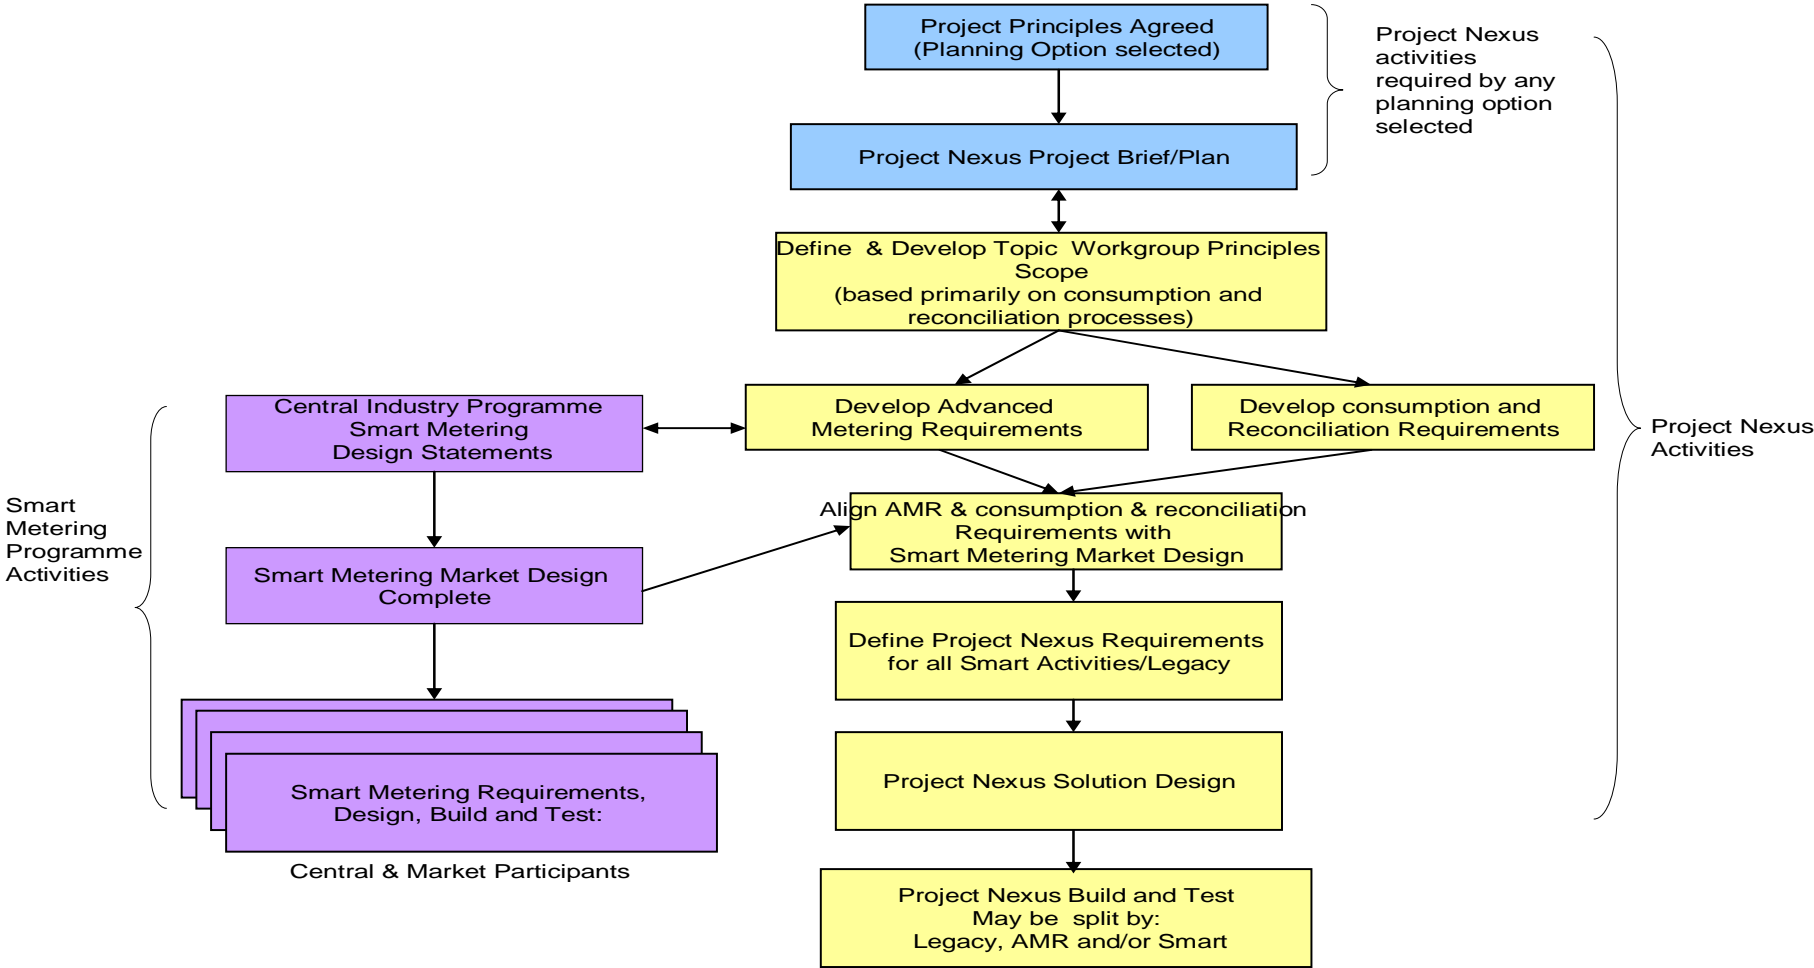 Project Principles Agreed
(Planning Option selected)
Project Nexus
activities
required by any
planning option
selected
Project Nexus Project Brief/Plan
Define & Develop Topic Workgroup Principles
Scope
(based primarily on consumption and
reconciliation processes)
Central Industry Programme
Smart Metering
Design Statements
Develop Advanced
Metering Requirements
Develop consumption and
Reconciliation Requirements
Project Nexus
Activities
Smart
Metering
Programme
Activities
Align AMR & consumption & reconciliation
Requirements with
Smart Metering Market Design
Smart Metering Market Design
Complete
Define Project Nexus Requirements
for all Smart Activities/Legacy
Smart Metering Requirements,
Design, Build and Test:
Project Nexus Solution Design
Central & Market Participants
Project Nexus Build and Test
May be split by:
Legacy, AMR and/or Smart